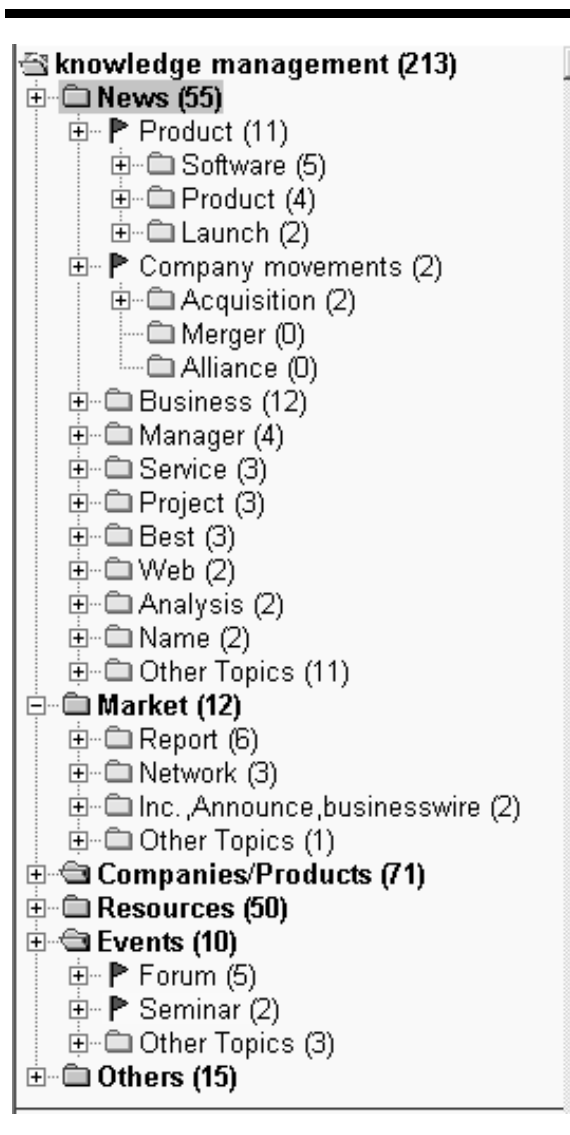 knowledge management (213)
News (55)
Product (11)
Software (5)
Product (4)
Launch (2)
Company movements (2)
Acquisition (2)
Merger (0)
Alliance (0)
Business (12)
Manager (4)
Service (3)
Project (3)
Best (3)
Web (2)
Analysis (2)
Name (2)
Other Topics (11)
Market (12)
Report (6)
Network (3)
Inc.,Announce,businesswire (2)
Other Topics (1)
Companies/Products (71)
Resources (50)
Events (10)
Forum (5)
Seminar (2)
Other Topics (3)
Others (15)